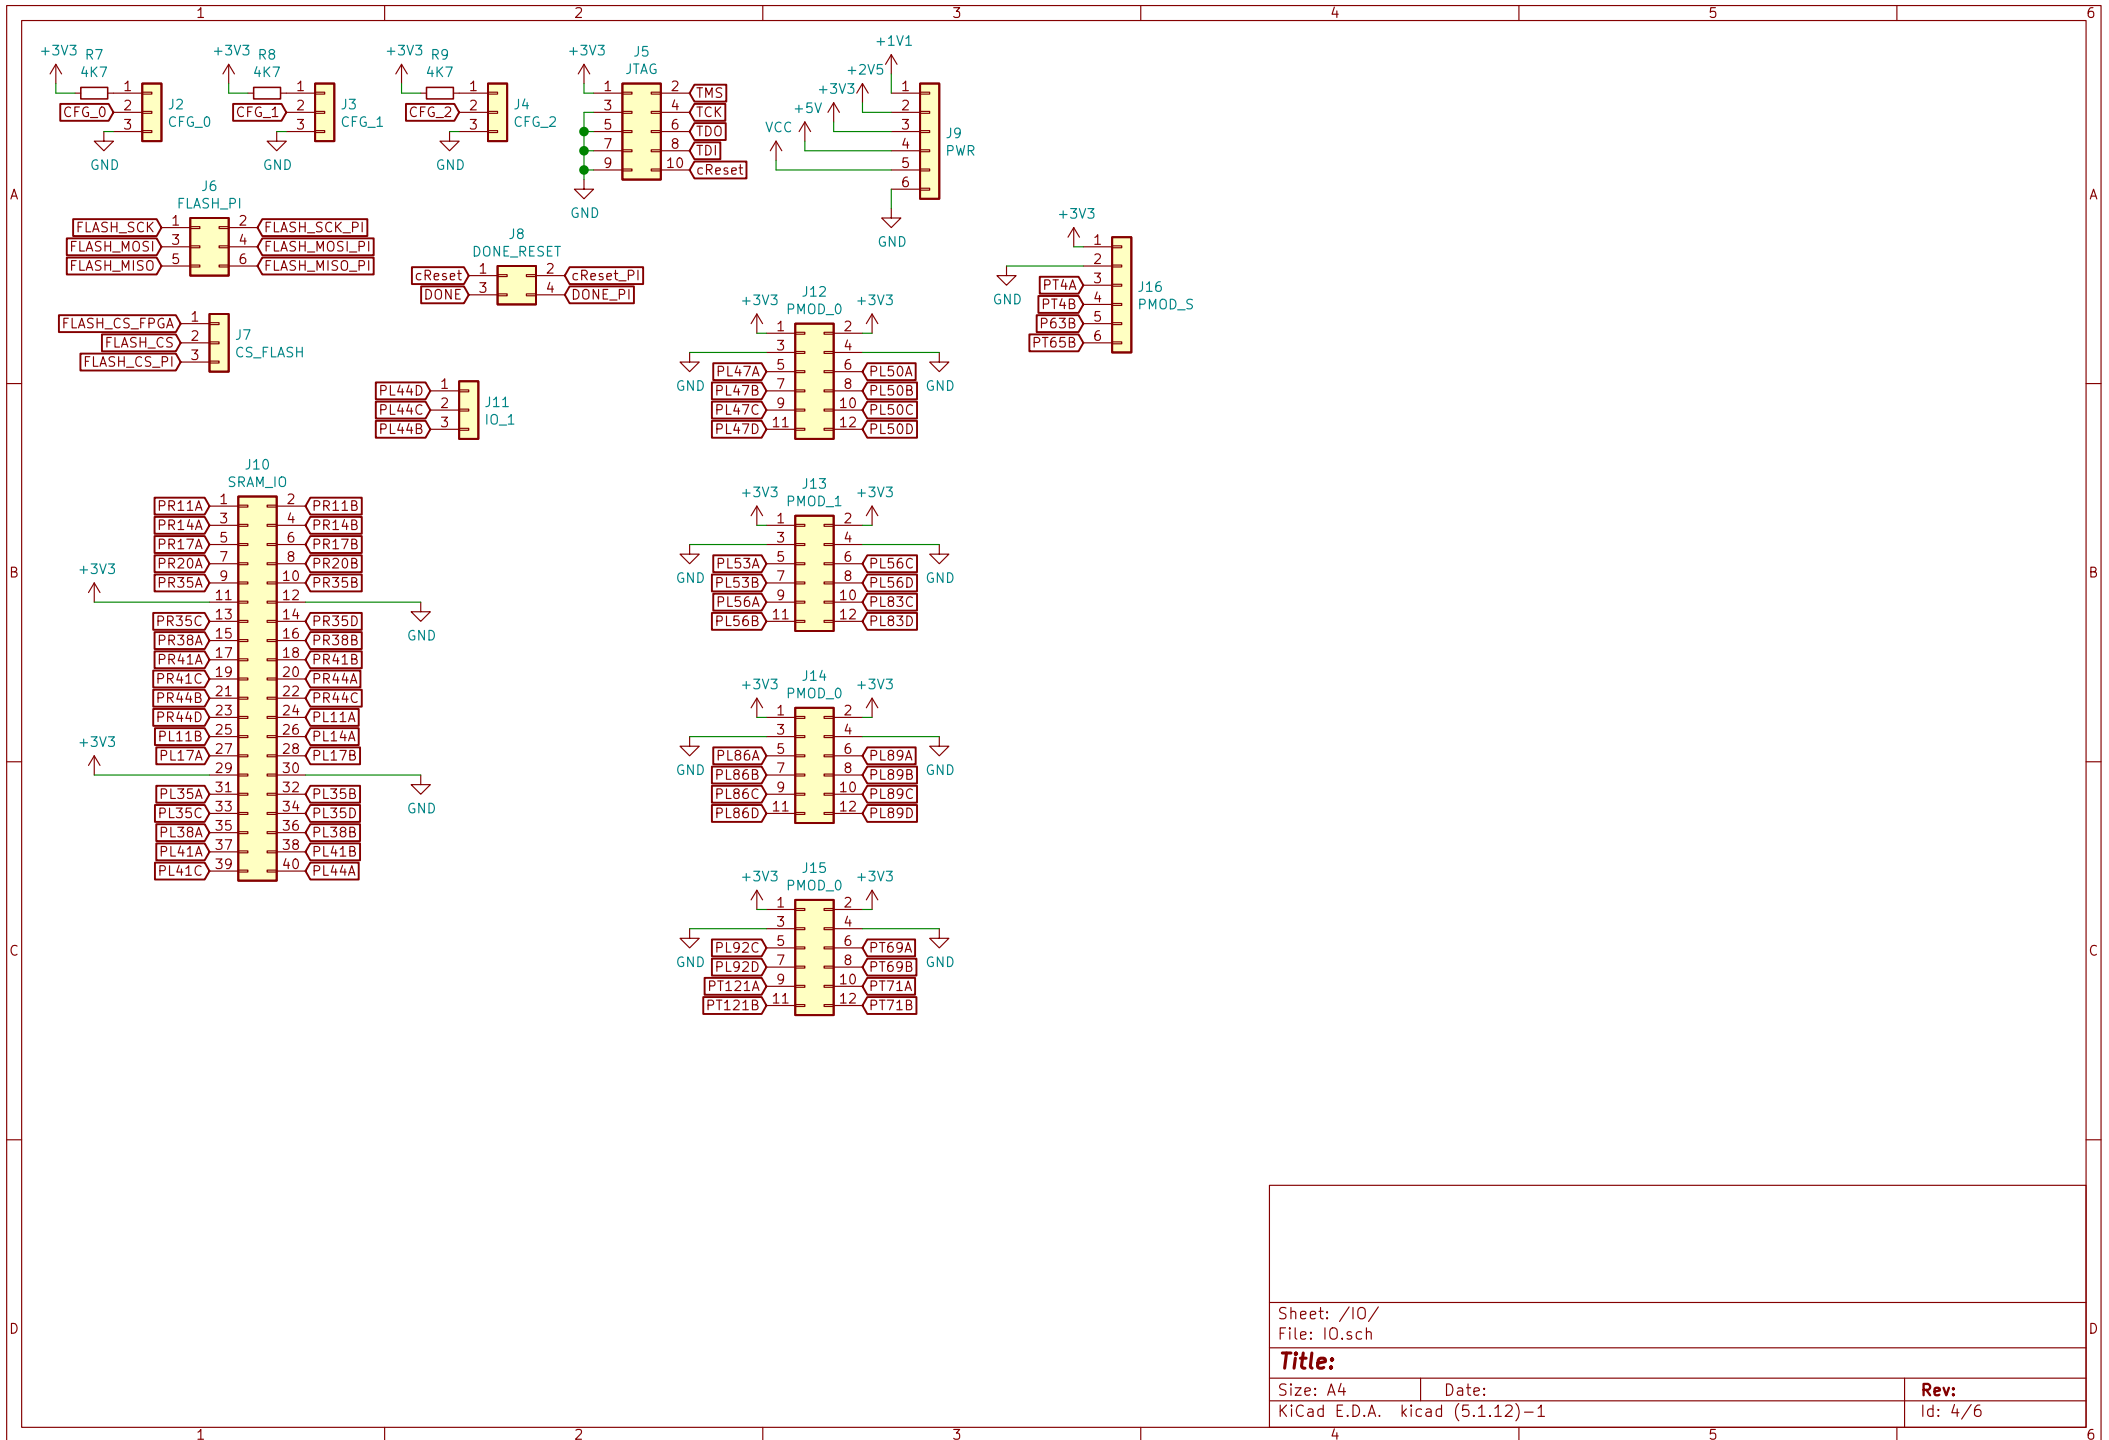 1 2 3 4 5 6
A B C D
A B C D
1 2 3 4 5 6
+3V3 R7
4K7
1
CFG_0 2
3
J2
CFG_0
GND
+3V3 R8
4K7
1
CFG_1 2
3
J3
CFG_1
GND
+3V3 R9
4K7
1
CFG_2 2
3
J4
CFG_2
GND
+3V3
J5
JTAG
1 2 TMS
3 4 TCK
5 6 TDO
7 8 TDI
9 10 cReset
GND
+1V1
+2V5
+3V3
+5V
VCC
1
2
3
4
5
6
J9
PWR
GND
J6
FLASH_PI
FLASH_SCK 1 2 FLASH_SCK_PI
FLASH_MOSI 3 4 FLASH_MOSI_PI
FLASH_MISO 5 6 FLASH_MISO_PI
J8
DONE_RESET
cReset 1 2 cReset_PI
DONE 3 4 DONE_PI
FLASH_CS_FPGA 1
FLASH_CS 2
FLASH_CS_PI 3
J7
CS_FLASH
PL44D 1
PL44C 2
PL44B 3
J11
IO_1
+3V3
1
2
GND
PT4A 3
PT4B 4
P63B 5
PT65B 6
J16
PMOD_S
J12
+3V3 PMOD_0 +3V3
1 2
3 4
GND GND
PL47A 5 6 PL50A
PL47B 7 8 PL50B
PL47C 9 10 PL50C
PL47D 11 12 PL50D
J10
SRAM_IO
PR11A 1 2 PR11B
PR14A 3 4 PR14B
PR17A 5 6 PR17B
PR20A 7 8 PR20B
PR35A 9 10 PR35B
+3V3 11 12 GND
PR35C 13 14 PR35D
PR38A 15 16 PR38B
PR41A 17 18 PR41B
PR41C 19 20 PR44A
PR44B 21 22 PR44C
PR44D 23 24 PL11A
PL11B 25 26 PL14A
PL17A 27 28 PL17B
+3V3 29 30 GND
PL35A 31 32 PL35B
PL35C 33 34 PL35D
PL38A 35 36 PL38B
PL41A 37 38 PL41B
PL41C 39 40 PL44A
J13
+3V3 PMOD_1 +3V3
1 2
3 4
GND GND
PL53A 5 6 PL56C
PL53B 7 8 PL56D
PL56A 9 10 PL83C
PL56B 11 12 PL83D
J14
+3V3 PMOD_0 +3V3
1 2
3 4
GND GND
PL86A 5 6 PL89A
PL86B 7 8 PL89B
PL86C 9 10 PL89C
PL86D 11 12 PL89D
J15
+3V3 PMOD_0 +3V3
1 2
3 4
GND GND
PL92C 5 6 PT69A
PL92D 7 8 PT69B
PT121A 9 10 PT71A
PT121B 11 12 PT71B
Sheet: /IO/
File: IO.sch
Title:
Size: A4 Date: Rev:
KiCad E.D.A. kicad (5.1.12)-1 Id: 4/6